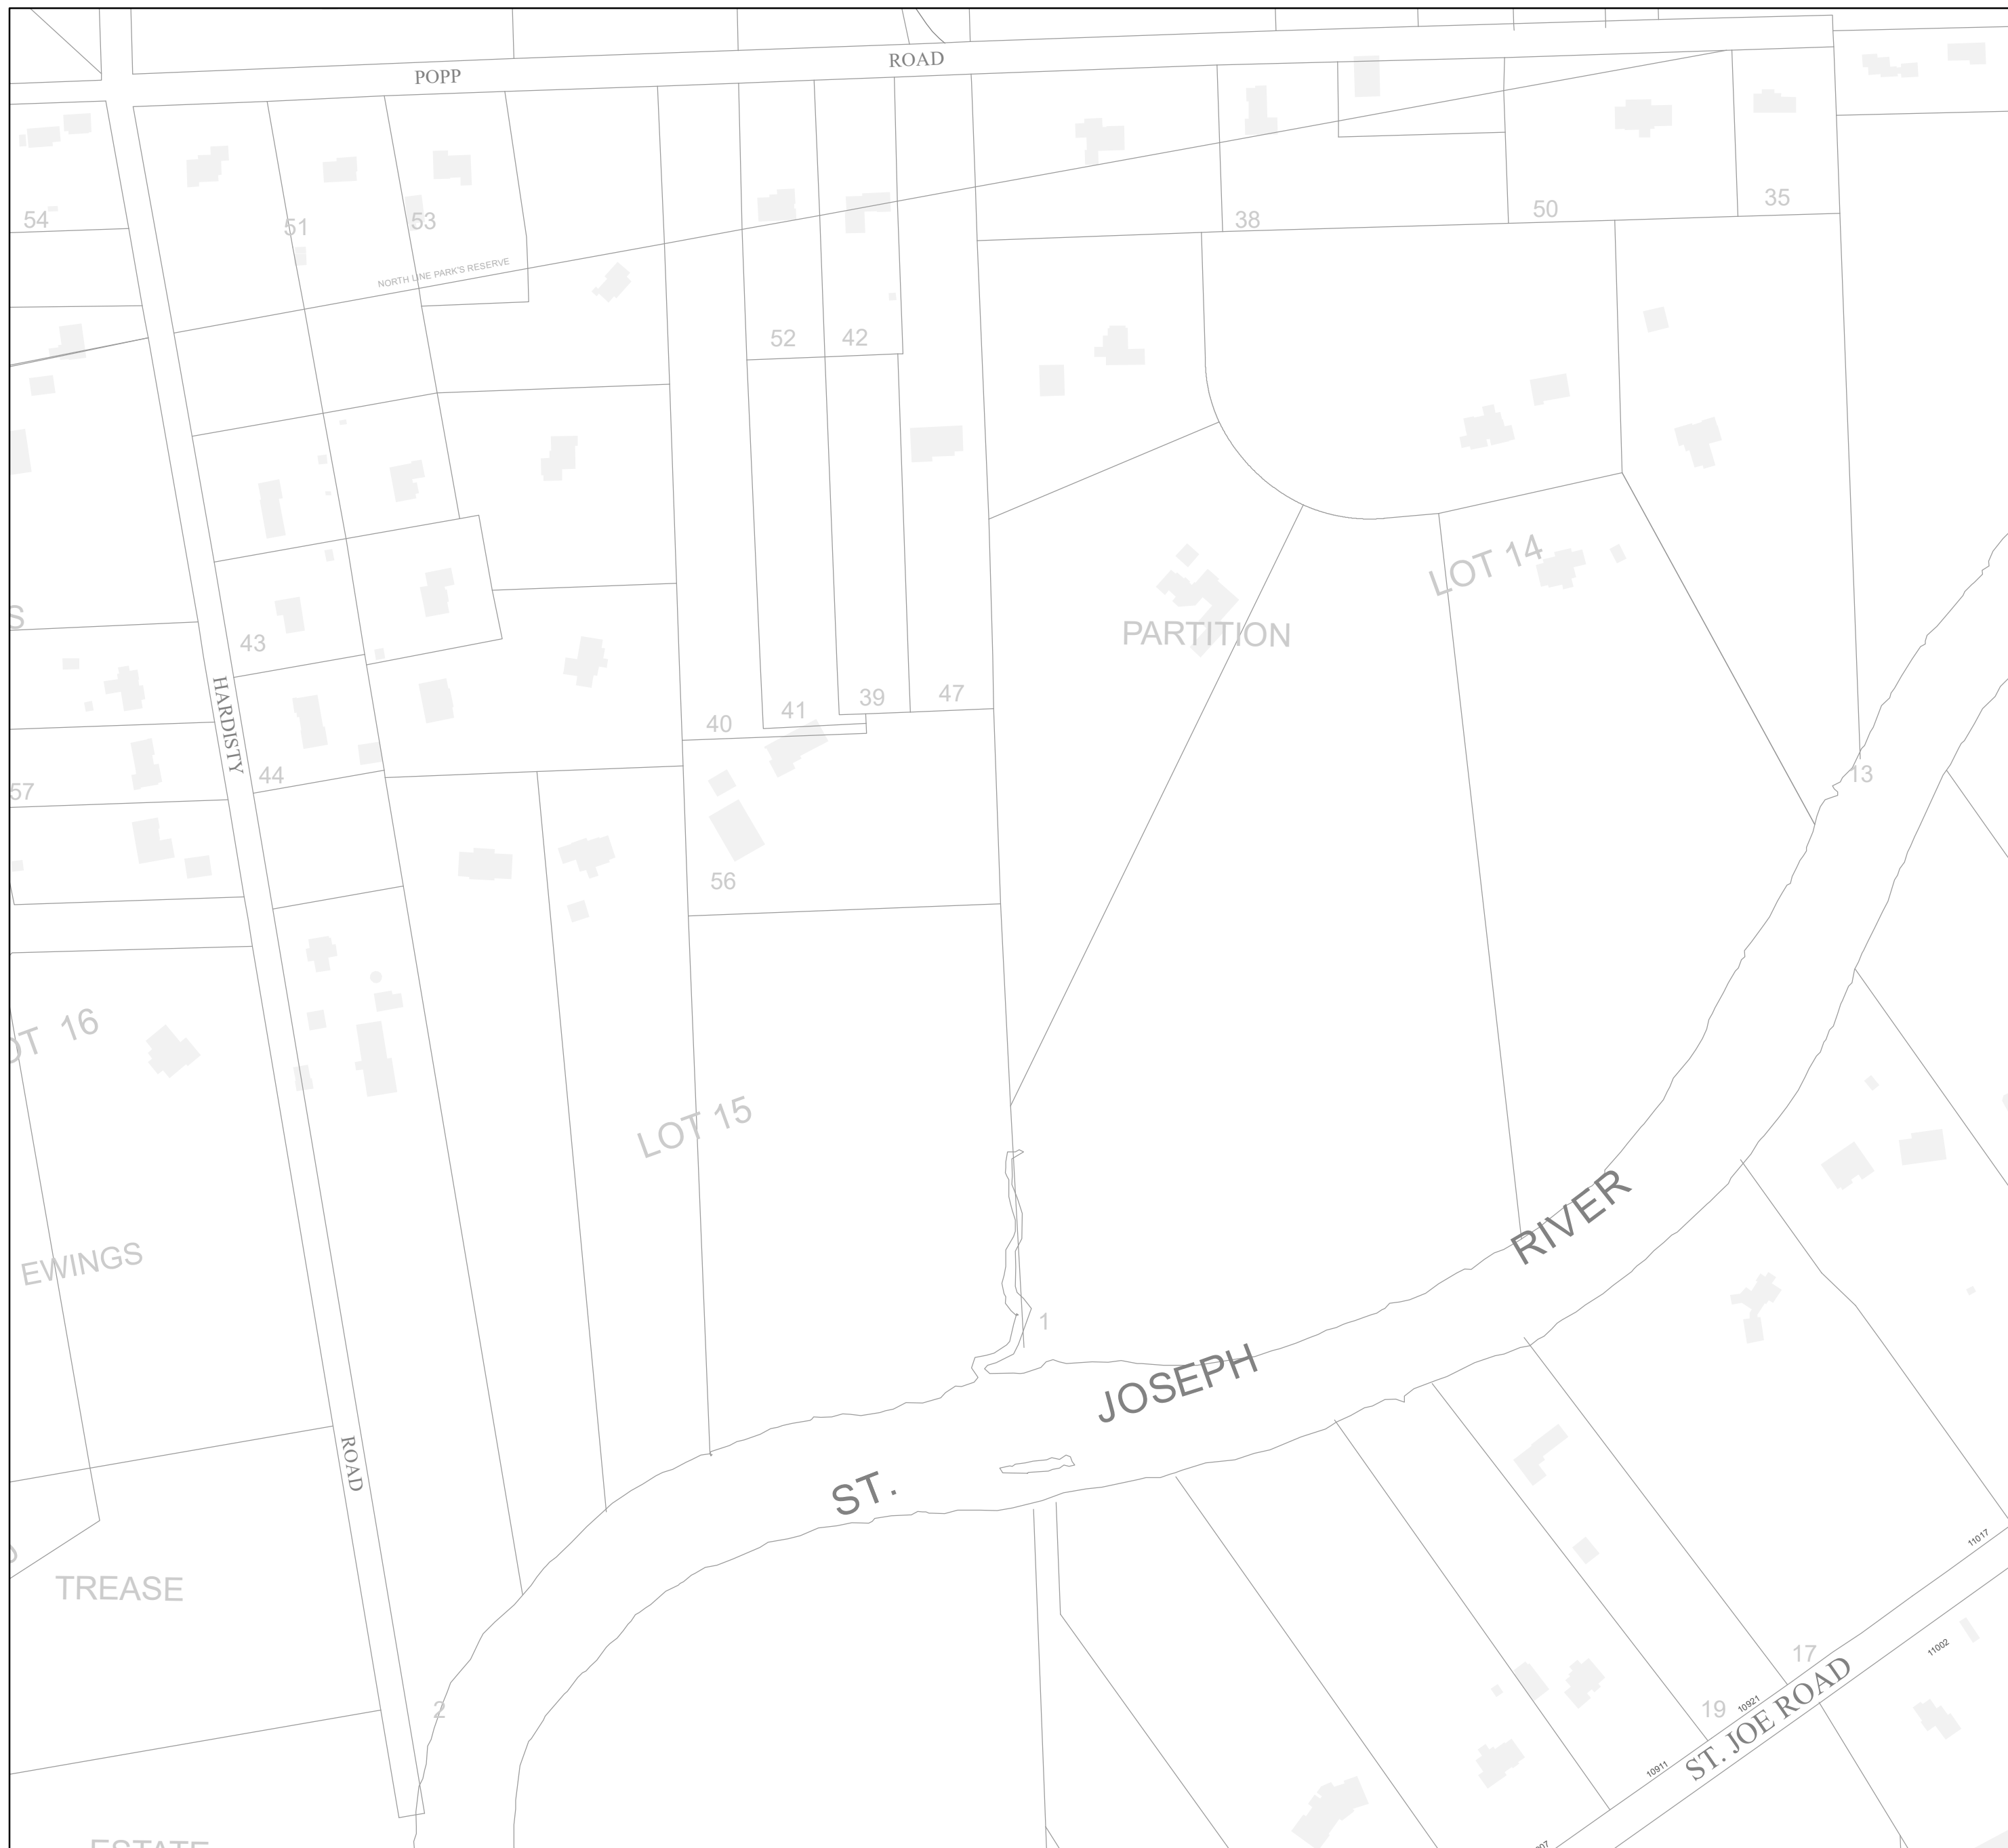 POPP
ROAD
54
51
53
38
50
35
NORTH LINE PARK'S RESERVE
52
42
LOT 14
PARTITION
S
43
HARDISTY
40
41
39
47
44
57
13
56
OT 16
LOT 15
EWINGS
RIVER
1
JOSEPH
ROAD
ST.
11017
TREASE
17
11002
2
19
10921
ST. JOE ROAD
10911
ESTATE